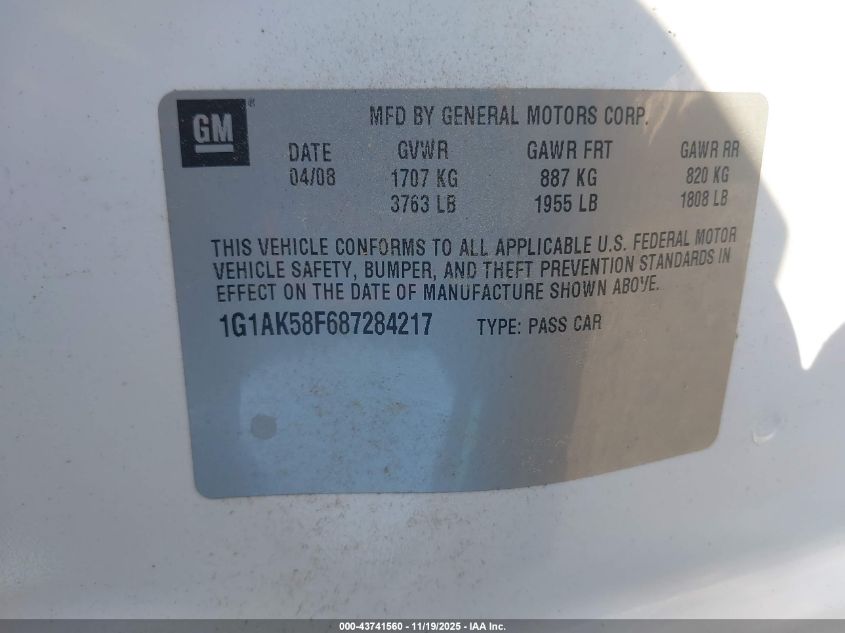 GM®
MFD BY GENERAL MOTORS CORP.
DATE GVWR GAWR FRT GAWR RR
04/08 1707 KG 887 KG 820 KG
3763 LB 1955 LB 1808 LB
THIS VEHICLE CONFORMS TO ALL APPLICABLE U.S. FEDERAL MOTOR
VEHICLE SAFETY, BUMPER, AND THEFT PREVENTION STANDARDS IN
EFFECT ON THE DATE OF MANUFACTURE SHOWN ABOVE.
1G1AK58F687284217 TYPE: PASS CAR
000-43741560 - 11/19/2025 - IAA Inc.